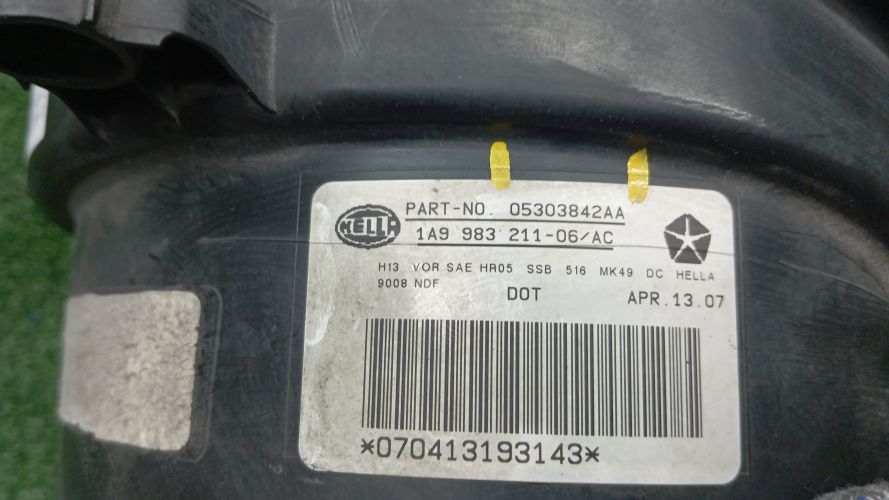 HELLA
PART-NO. 05303842AA
1A9 983 211-06/AC
H13 VOR SAE HR05 SSB 516 MK49 DC HELLA
9008 NDF DOT APR.13.07
*070413193143*